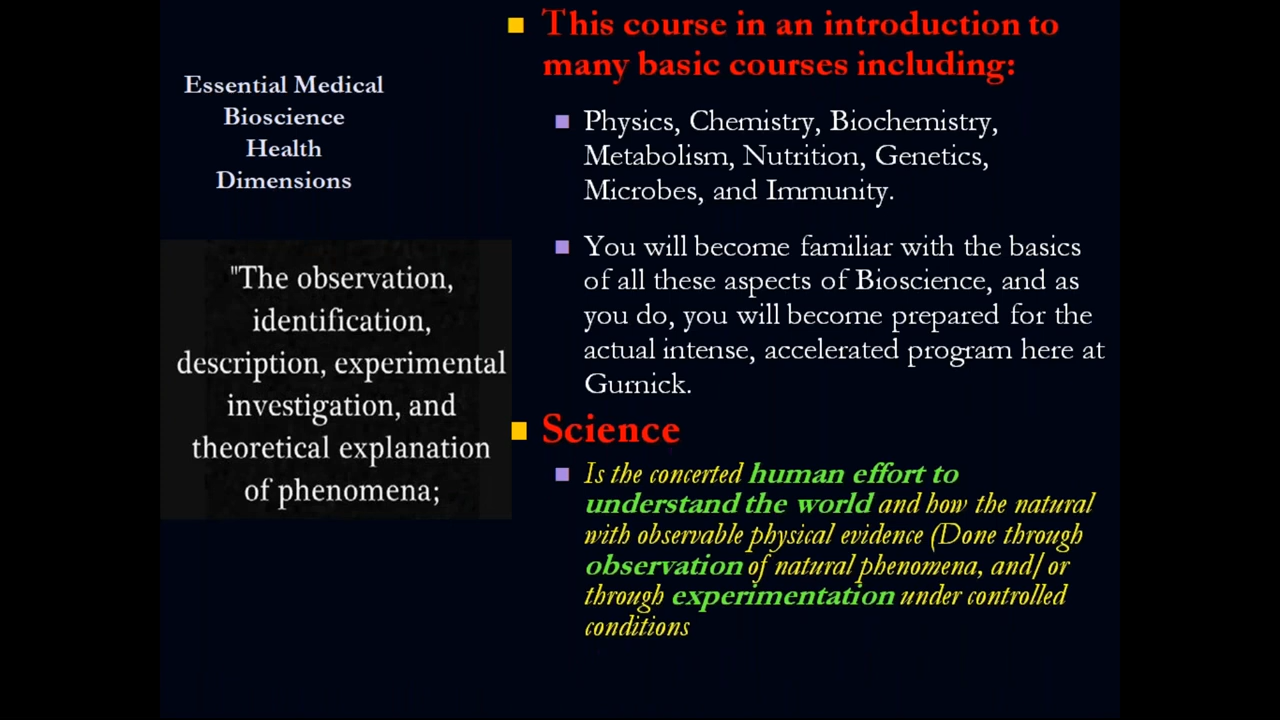 Essential Medical
Bioscience
Health
Dimensions
"The observation,
identification,
description, experimental
investigation, and
theoretical explanation
of phenomena;
This course in an introduction to
many basic courses including:
Physics, Chemistry, Biochemistry,
Metabolism, Nutrition, Genetics,
Microbes, and Immunity.
You will become familiar with the basics
of all these aspects of Bioscience, and as
you do, you will become prepared for the
actual intense, accelerated program here at
Gurnick.
Science
Is the concerted human effort to
understand the world and how the natural
with observable physical evidence (Done through
observation of natural phenomena, and/or
through experimentation under controlled
conditions